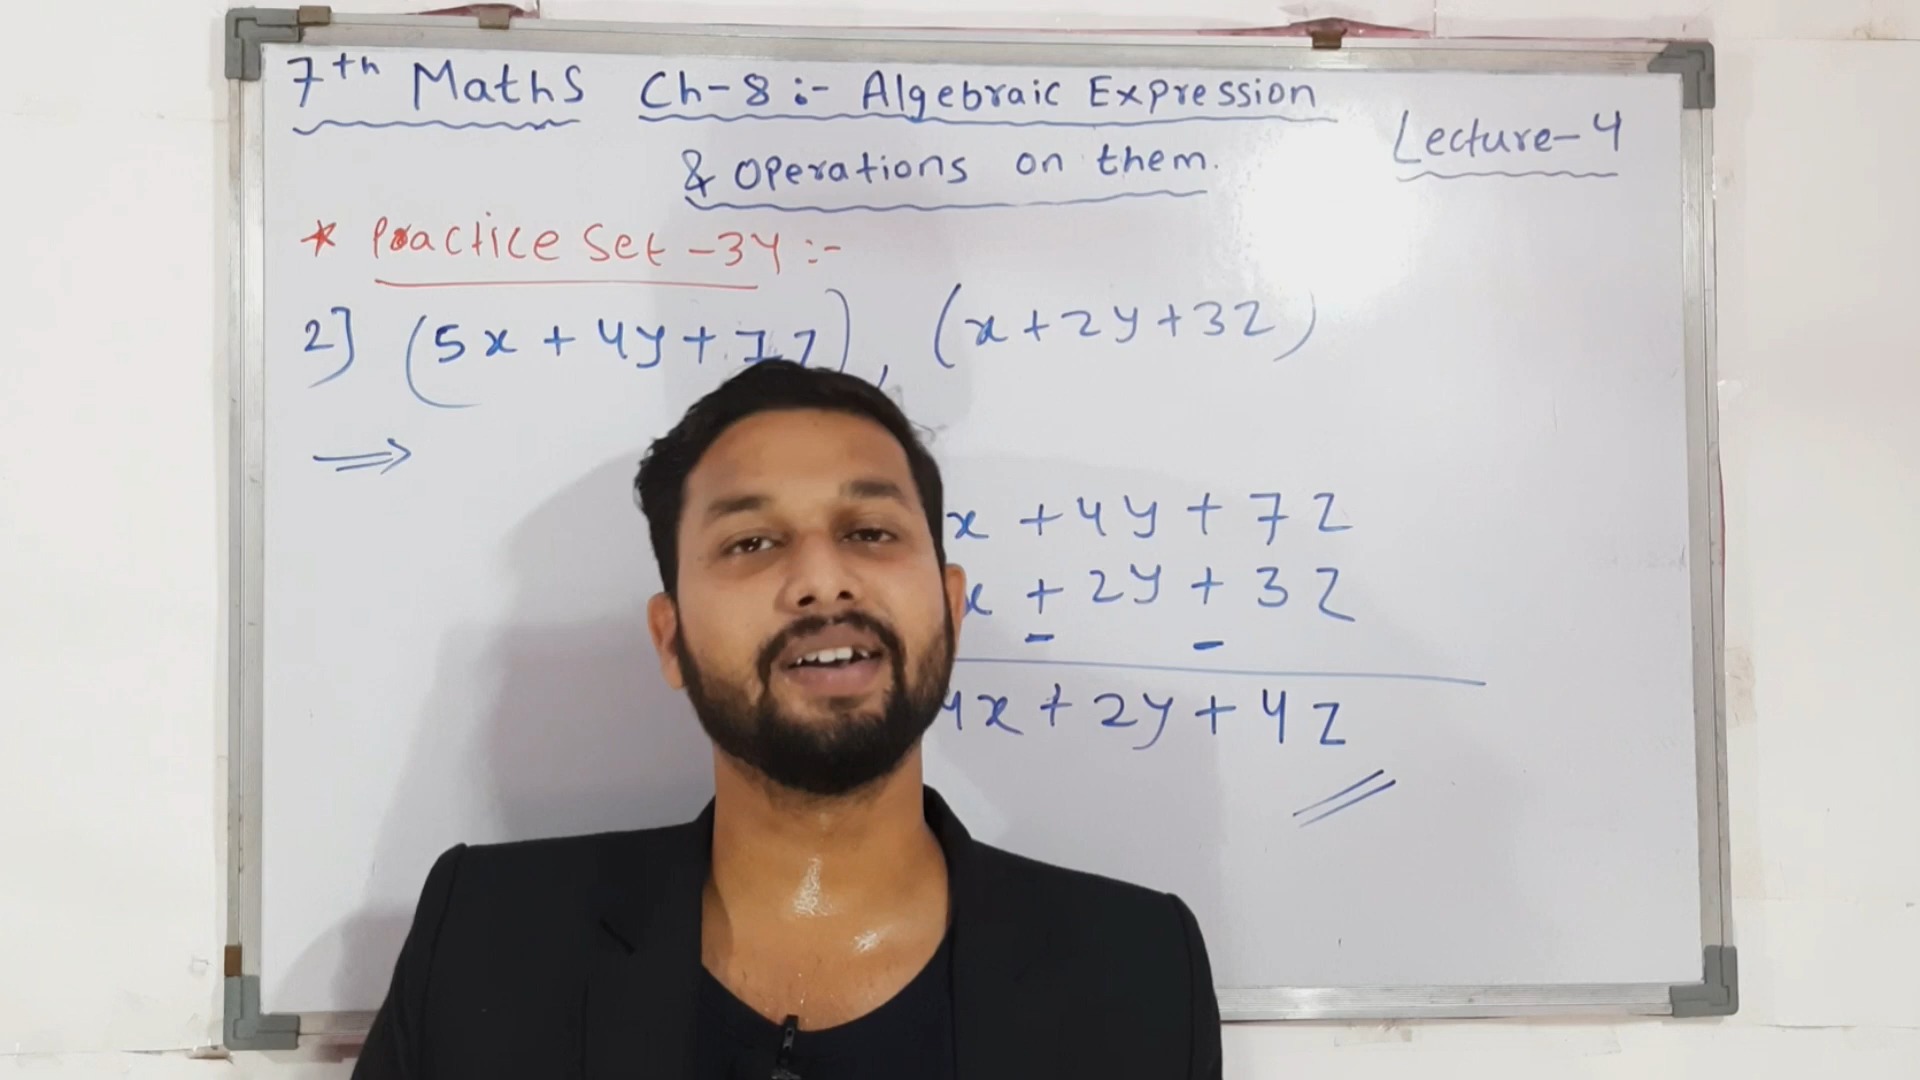 7th Maths Ch-8 :- Algebraic Expression
& Operations on them.
Lecture-4
* Practice Set -34 :-
2] (5x + 4y + 7z), (x + 2y + 3z)
⇒
x + 4y + 7z
x + 2y + 3z
- -
4x + 2y + 4z